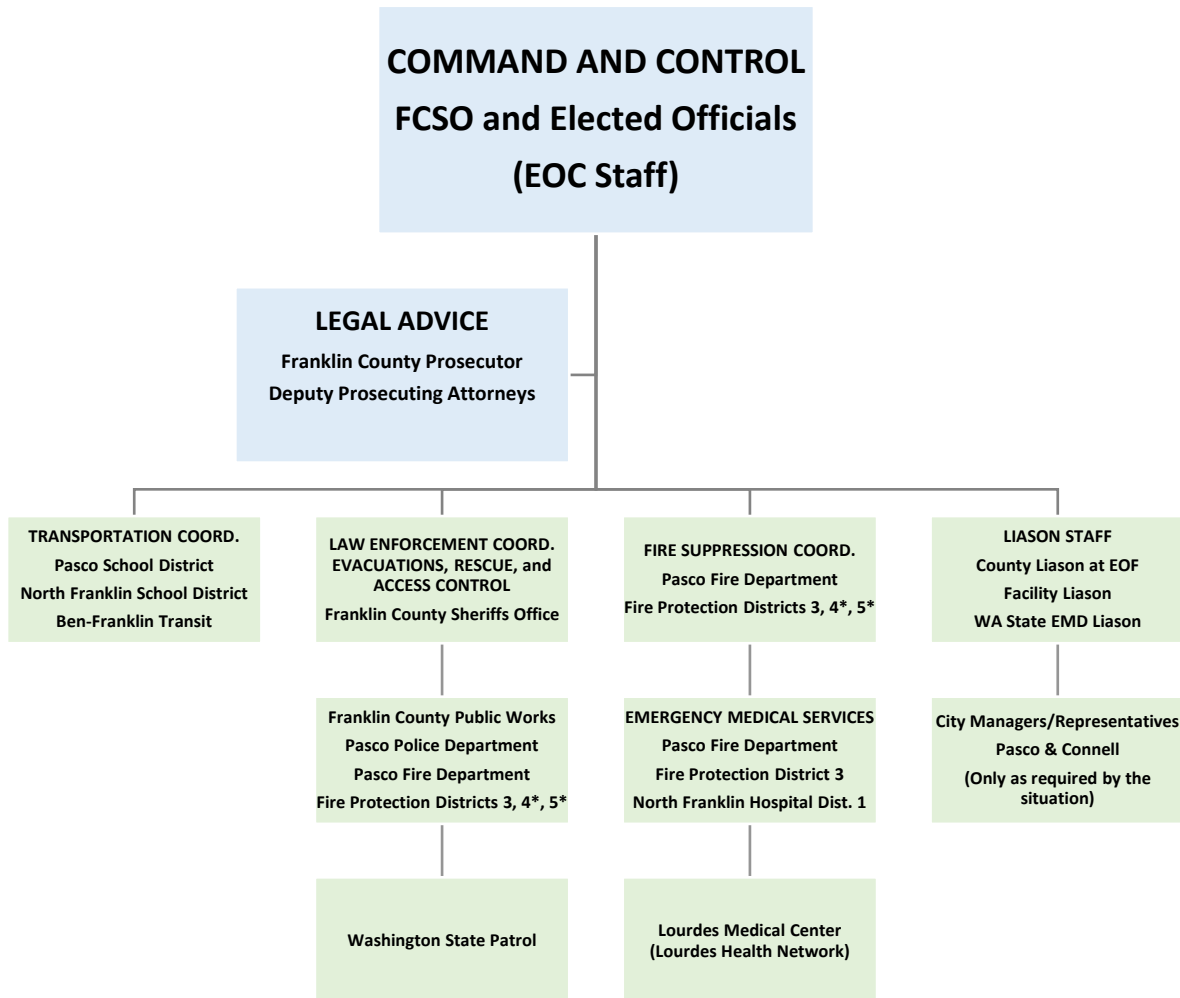 COMMAND AND CONTROL
FCSO and Elected Officials
(EOC Staff)
LEGAL ADVICE
Franklin County Prosecutor
Deputy Prosecuting Attorneys
TRANSPORTATION COORD.
Pasco School District
North Franklin School District
Ben-Franklin Transit
LAW ENFORCEMENT COORD.
EVACUATIONS, RESCUE, and
ACCESS CONTROL
Franklin County Sheriffs Office
FIRE SUPPRESSION COORD.
Pasco Fire Department
Fire Protection Districts 3, 4*, 5*
LIASON STAFF
County Liason at EOF
Facility Liason
WA State EMD Liason
Franklin County Public Works
Pasco Police Department
Pasco Fire Department
Fire Protection Districts 3, 4*, 5*
EMERGENCY MEDICAL SERVICES
Pasco Fire Department
Fire Protection District 3
North Franklin Hospital Dist. 1
City Managers/Representatives
Pasco & Connell
(Only as required by the
situation)
Washington State Patrol
Lourdes Medical Center
(Lourdes Health Network)